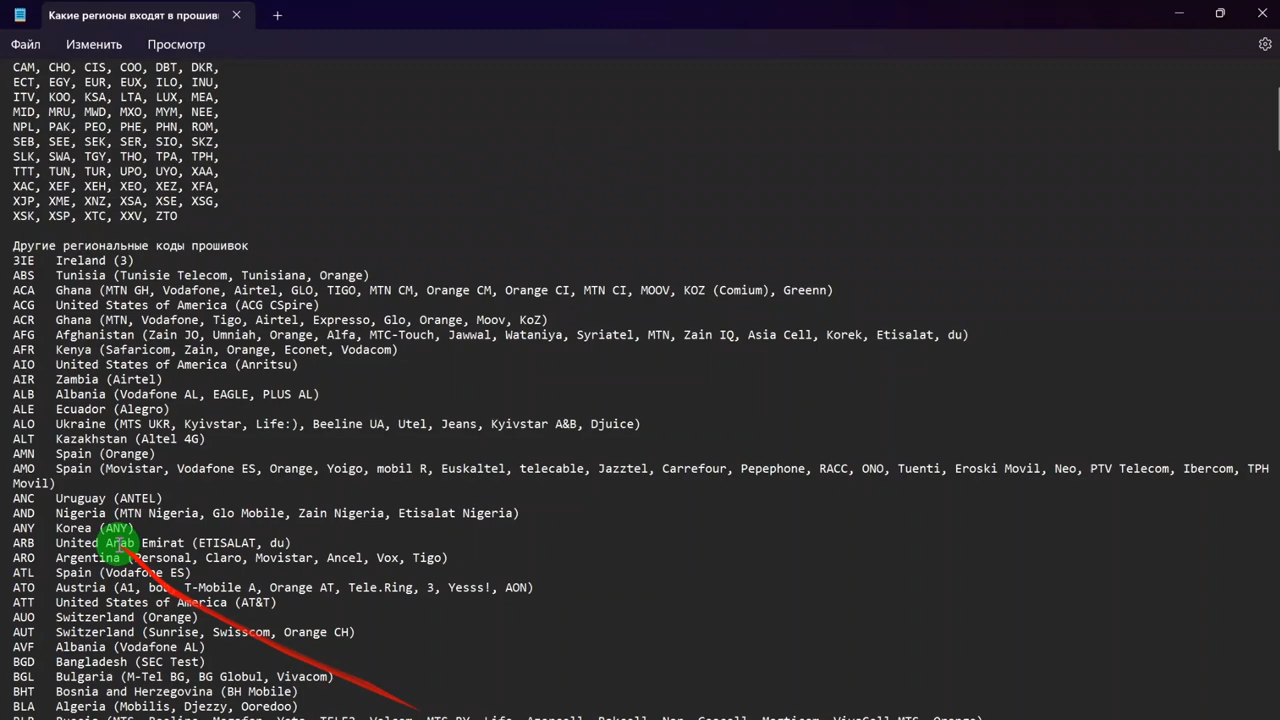 Какие регионы входят в прошив
Файл Изменить Просмотр
CAM, CHO, CIS, COO, DBT, DKR,
ECT, EGY, EUR, EUX, ILO, INU,
ITV, KOO, KSA, LTA, LUX, MEA,
MID, MRU, MWD, MXO, MYM, NEE,
NPL, PAK, PEO, PHE, PHN, ROM,
SEB, SEE, SEK, SER, SIO, SKZ,
SLK, SWA, TGY, THO, TPA, TPH,
TTT, TUN, TUR, UPO, UYO, XAA,
XAC, XEF, XEH, XEO, XEZ, XFA,
XJP, XME, XNZ, XSA, XSE, XSG,
XSK, XSP, XTC, XXV, ZTO
Другие региональные коды прошивок
3IE Ireland (3)
ABS Tunisia (Tunisie Telecom, Tunisiana, Orange)
ACA Ghana (MTN GH, Vodafone, Airtel, GLO, TIGO, MTN CM, Orange CM, Orange CI, MTN CI, MOOV, KOZ (Comium), Greenn)
ACG United States of America (ACG CSpire)
ACR Ghana (MTN, Vodafone, Tigo, Airtel, Expresso, Glo, Orange, Moov, KoZ)
AFG Afghanistan (Zain JO, Umniah, Orange, Alfa, MTC-Touch, Jawwal, Wataniya, Syriatel, MTN, Zain IQ, Asia Cell, Korek, Etisalat, du)
AFR Kenya (Safaricom, Zain, Orange, Econet, Vodacom)
AIO United States of America (Anritsu)
AIR Zambia (Airtel)
ALB Albania (Vodafone AL, EAGLE, PLUS AL)
ALE Ecuador (Alegro)
ALO Ukraine (MTS UKR, Kyivstar, Life:), Beeline UA, Utel, Jeans, Kyivstar A&B, Djuice)
ALT Kazakhstan (Altel 4G)
AMN Spain (Orange)
AMO Spain (Movistar, Vodafone ES, Orange, Yoigo, mobil R, Euskaltel, telecable, Jazztel, Carrefour, Pepephone, RACC, ONO, Tuenti, Eroski Movil, Neo, PTV Telecom, Ibercom, TPH
Movil)
ANC Uruguay (ANTEL)
AND Nigeria (MTN Nigeria, Glo Mobile, Zain Nigeria, Etisalat Nigeria)
ANY Korea (ANY)
ARB United Arab Emirat (ETISALAT, du)
ARO Argentina (Personal, Claro, Movistar, Ancel, Vox, Tigo)
ATL Spain (Vodafone ES)
ATO Austria (A1, bob, T-Mobile A, Orange AT, Tele.Ring, 3, Yesss!, AON)
ATT United States of America (AT&T)
AUO Switzerland (Orange)
AUT Switzerland (Sunrise, Swisscom, Orange CH)
AVF Albania (Vodafone AL)
BGD Bangladesh (SEC Test)
BGL Bulgaria (M-Tel BG, BG Globul, Vivacom)
BHT Bosnia and Herzegovina (BH Mobile)
BLA Algeria (Mobilis, Djezzy, Ooredoo)